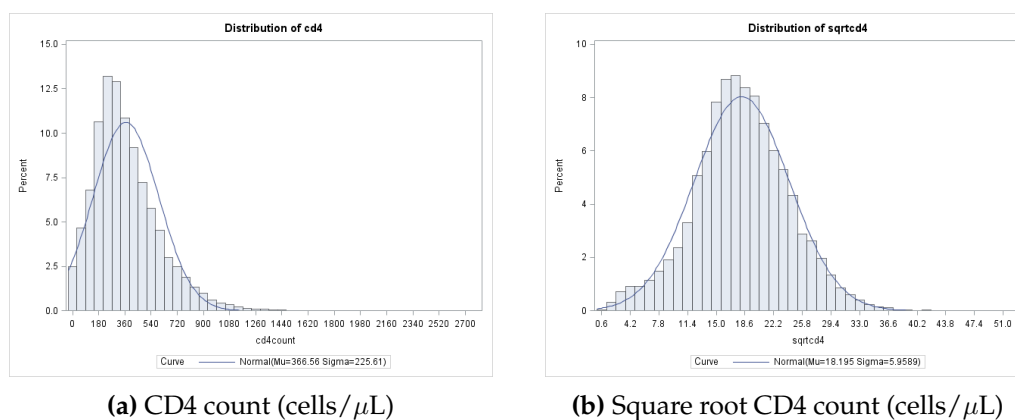 Distribution of cd4
15.0
12.5
10.0
7.5
5.0
2.5
0.0
Percent
0 180 360 540 720 900 1080 1260 1440 1620 1800 1980 2160 2340 2520 2700
cd4count
Curve Normal(Mu=366.56 Sigma=225.61)
(a) CD4 count (cells/μL)
Distribution of sqrtcd4
10
8
6
4
2
0
Percent
0.6 4.2 7.8 11.4 15.0 18.6 22.2 25.8 29.4 33.0 36.6 40.2 43.8 47.4 51.0
sqrtcd4
Curve Normal(Mu=18.195 Sigma=5.9589)
(b) Square root CD4 count (cells/μL)